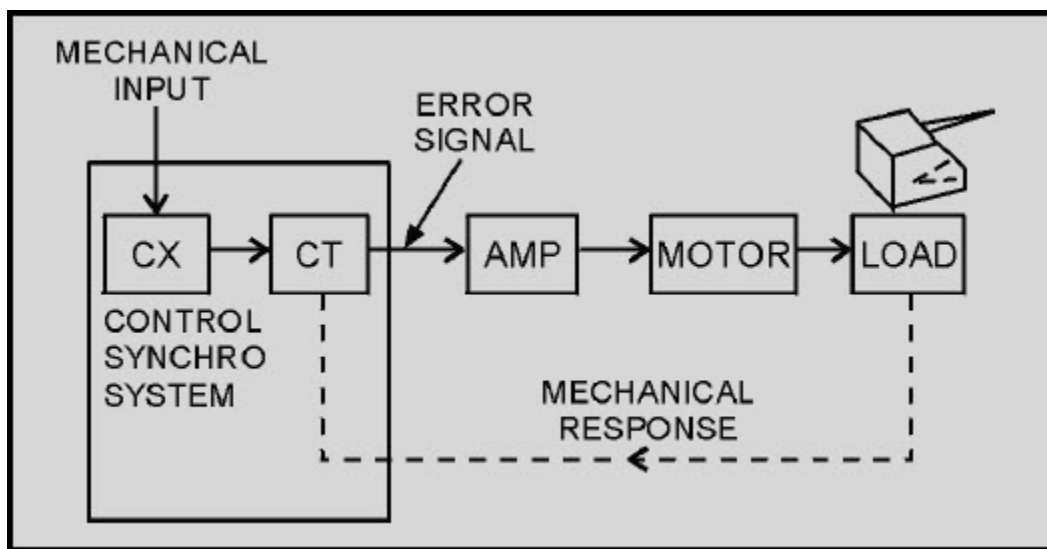 MECHANICAL
INPUT
ERROR
SIGNAL
CX
CT
AMP
MOTOR
LOAD
CONTROL
SYNCHRO
SYSTEM
MECHANICAL
RESPONSE